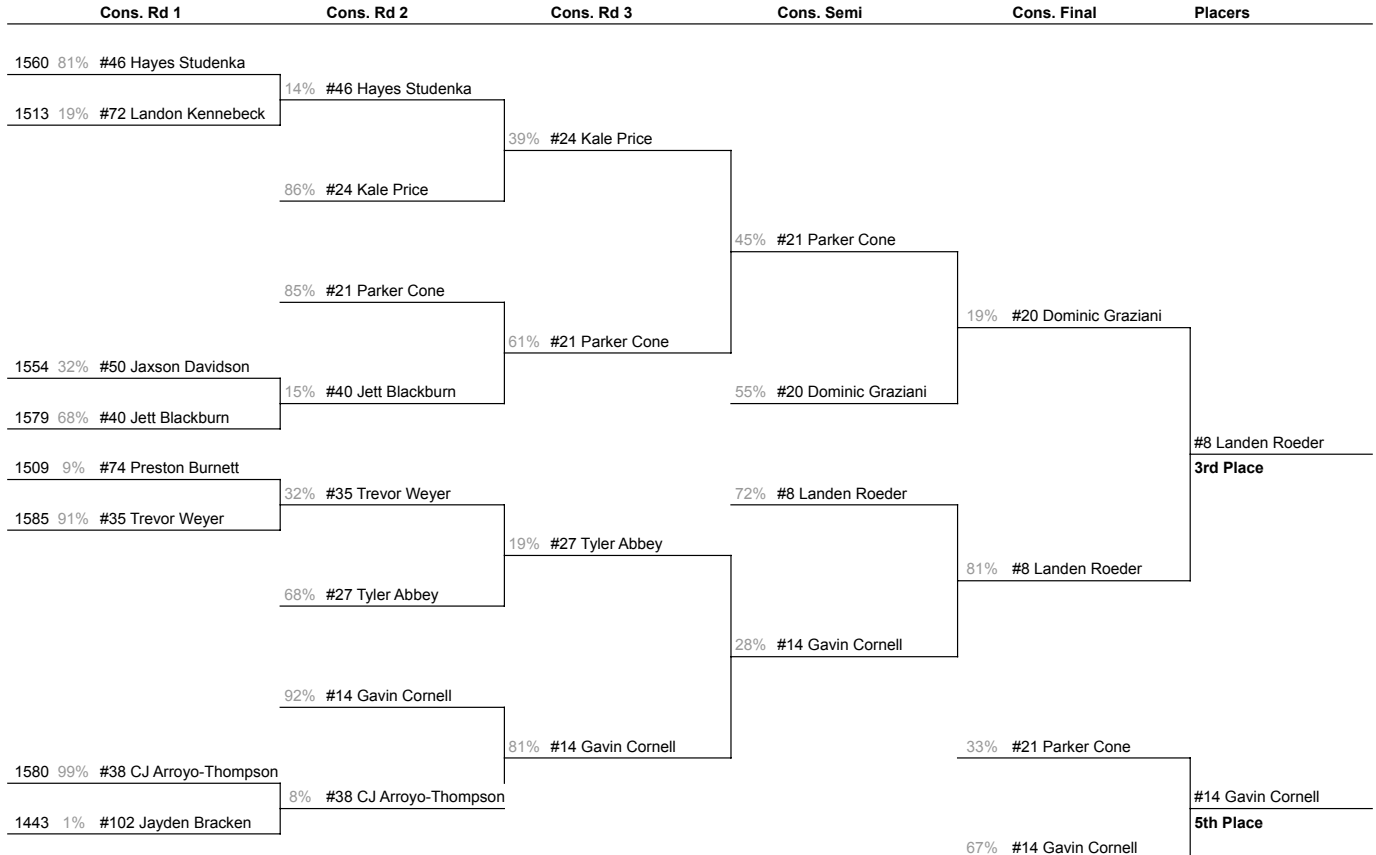 Cons. Rd 1 Cons. Rd 2 Cons. Rd 3 Cons. Semi Cons. Final Placers
1560 81% #46 Hayes Studenka
14% #46 Hayes Studenka
1513 19% #72 Landon Kennebeck
39% #24 Kale Price
86% #24 Kale Price
45% #21 Parker Cone
85% #21 Parker Cone
19% #20 Dominic Graziani
61% #21 Parker Cone
1554 32% #50 Jaxson Davidson
15% #40 Jett Blackburn 55% #20 Dominic Graziani
1579 68% #40 Jett Blackburn
#8 Landen Roeder
1509 9% #74 Preston Burnett 3rd Place
32% #35 Trevor Weyer 72% #8 Landen Roeder
1585 91% #35 Trevor Weyer
19% #27 Tyler Abbey
81% #8 Landen Roeder
68% #27 Tyler Abbey
28% #14 Gavin Cornell
92% #14 Gavin Cornell
81% #14 Gavin Cornell 33% #21 Parker Cone
1580 99% #38 CJ Arroyo-Thompson
8% #38 CJ Arroyo-Thompson #14 Gavin Cornell
1443 1% #102 Jayden Bracken 5th Place
67% #14 Gavin Cornell